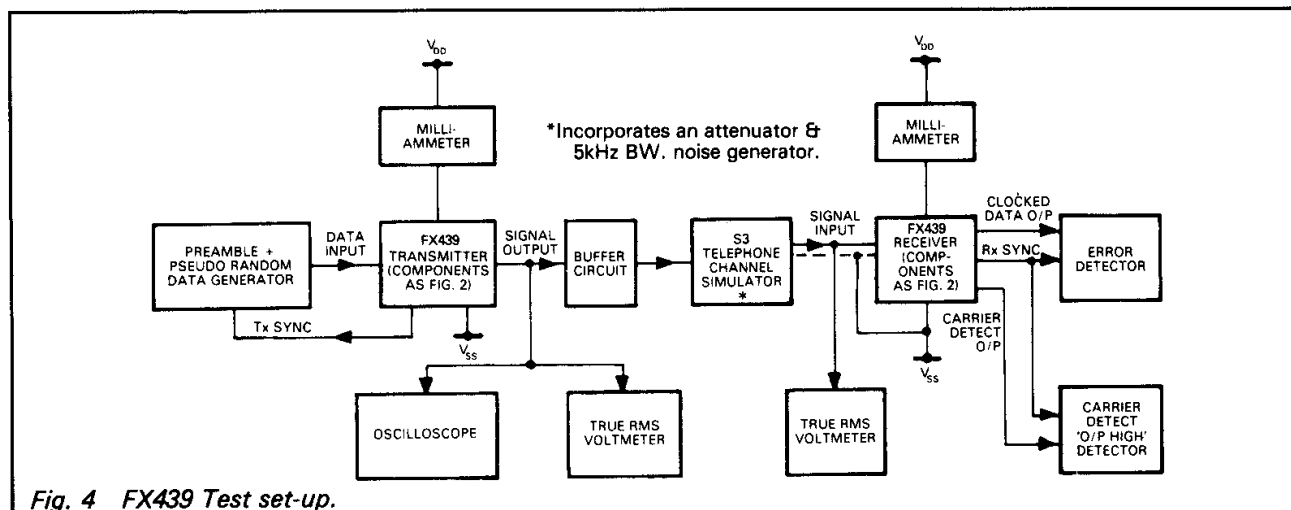 V_DD
MILLI-
AMMETER
*Incorporates an attenuator &
5kHz BW. noise generator.
V_DD
MILLI-
AMMETER
PREAMBLE +
PSEUDO RANDOM
DATA GENERATOR
DATA
INPUT
Tx SYNC
FX439
TRANSMITTER
(COMPONENTS
AS FIG. 2)
V_SS
SIGNAL
OUTPUT
BUFFER
CIRCUIT
S3
TELEPHONE
CHANNEL
SIMULATOR
*
SIGNAL
INPUT
FX439
RECEIVER
(COMP-
ONENTS
AS FIG. 2)
V_SS
CLOCKED
DATA O/P
Rx SYNC
CARRIER
DETECT
O/P
ERROR
DETECTOR
OSCILLOSCOPE
TRUE RMS
VOLTMETER
TRUE RMS
VOLTMETER
CARRIER
DETECT
'O/P HIGH'
DETECTOR
Fig. 4 FX439 Test set-up.